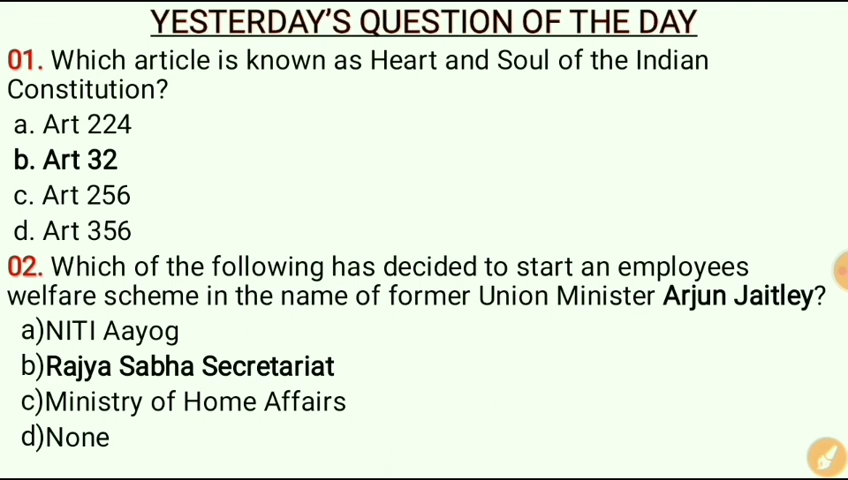 YESTERDAY'S QUESTION OF THE DAY
01. Which article is known as Heart and Soul of the Indian
Constitution?
a. Art 224
b. Art 32
c. Art 256
d. Art 356
02. Which of the following has decided to start an employees
welfare scheme in the name of former Union Minister Arjun Jaitley?
a)NITI Aayog
b)Rajya Sabha Secretariat
c)Ministry of Home Affairs
d)None